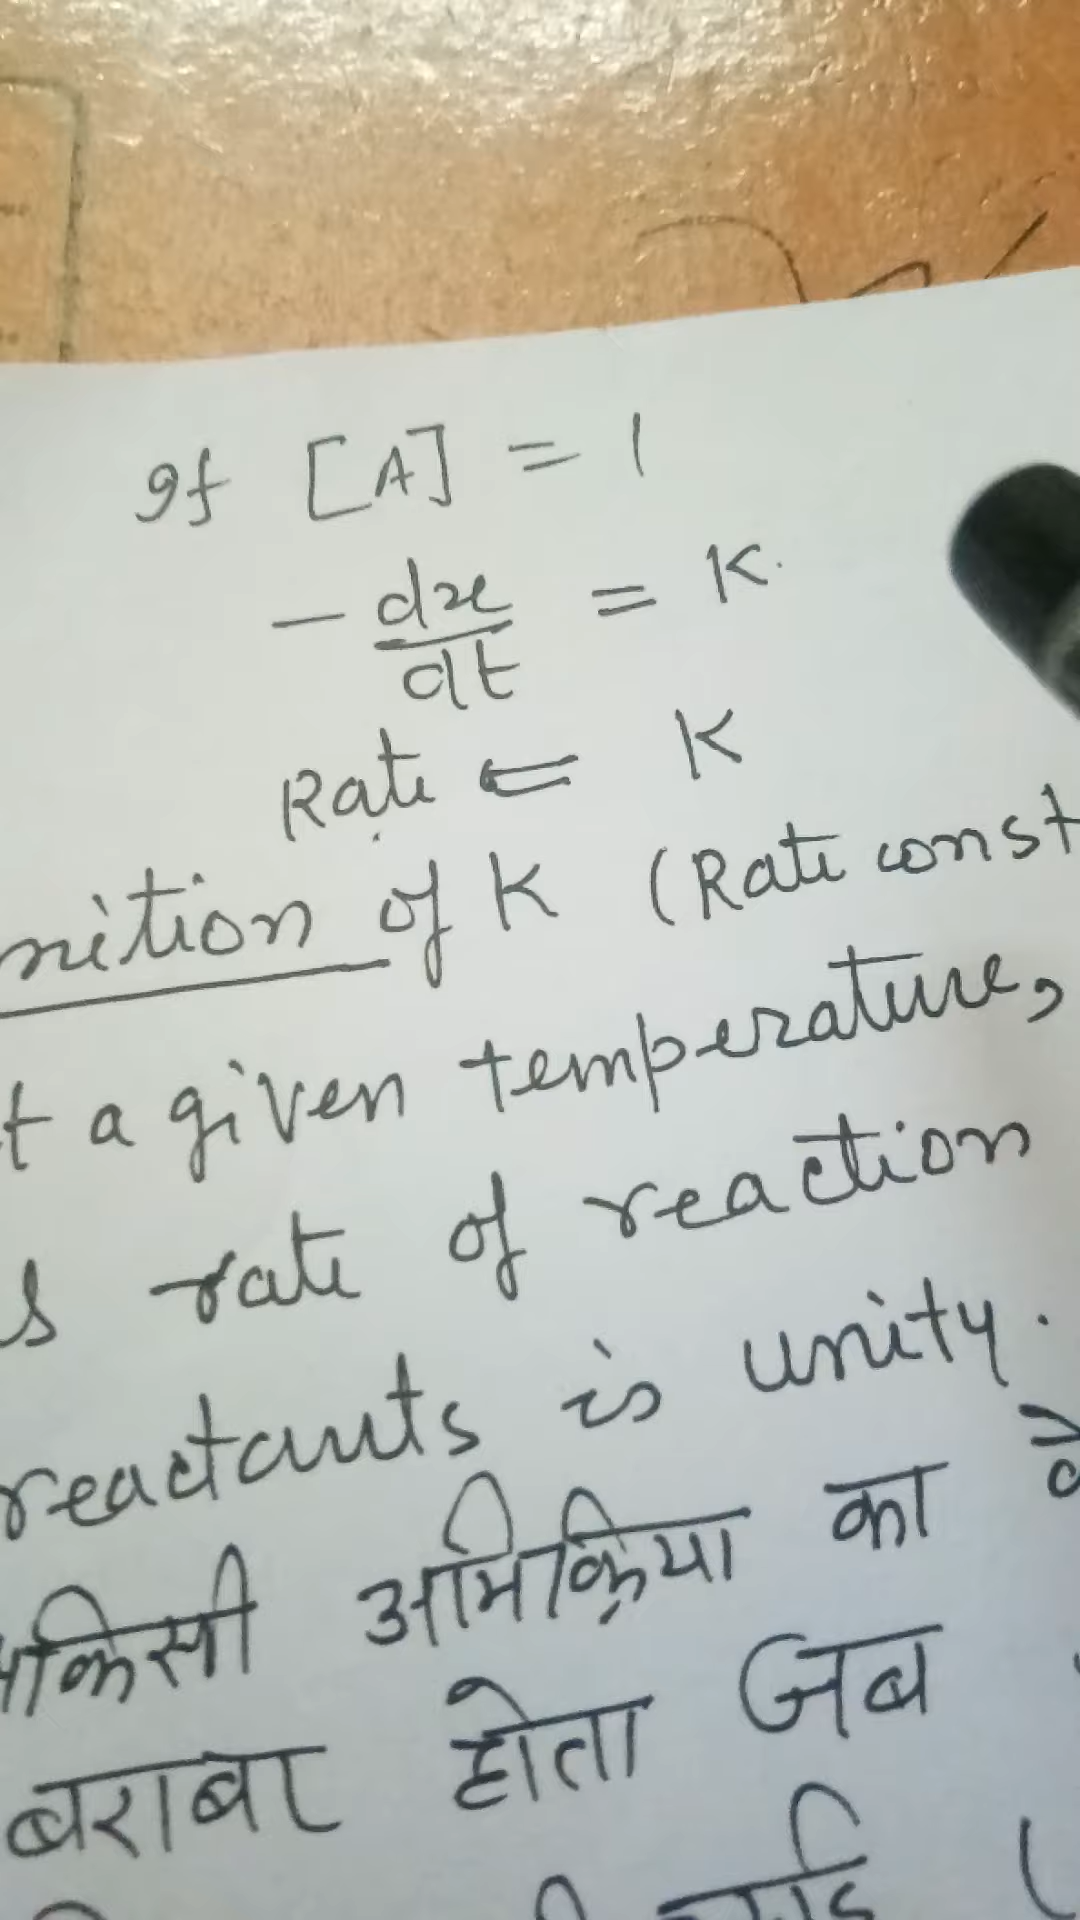 If [A] = 1
- dx/dt = K.
Rate = K
nition of K (Rate const
t a given temperature,
s rate of reaction
reactants is unity.
किसी अभिक्रिया का
बराबर होता जब